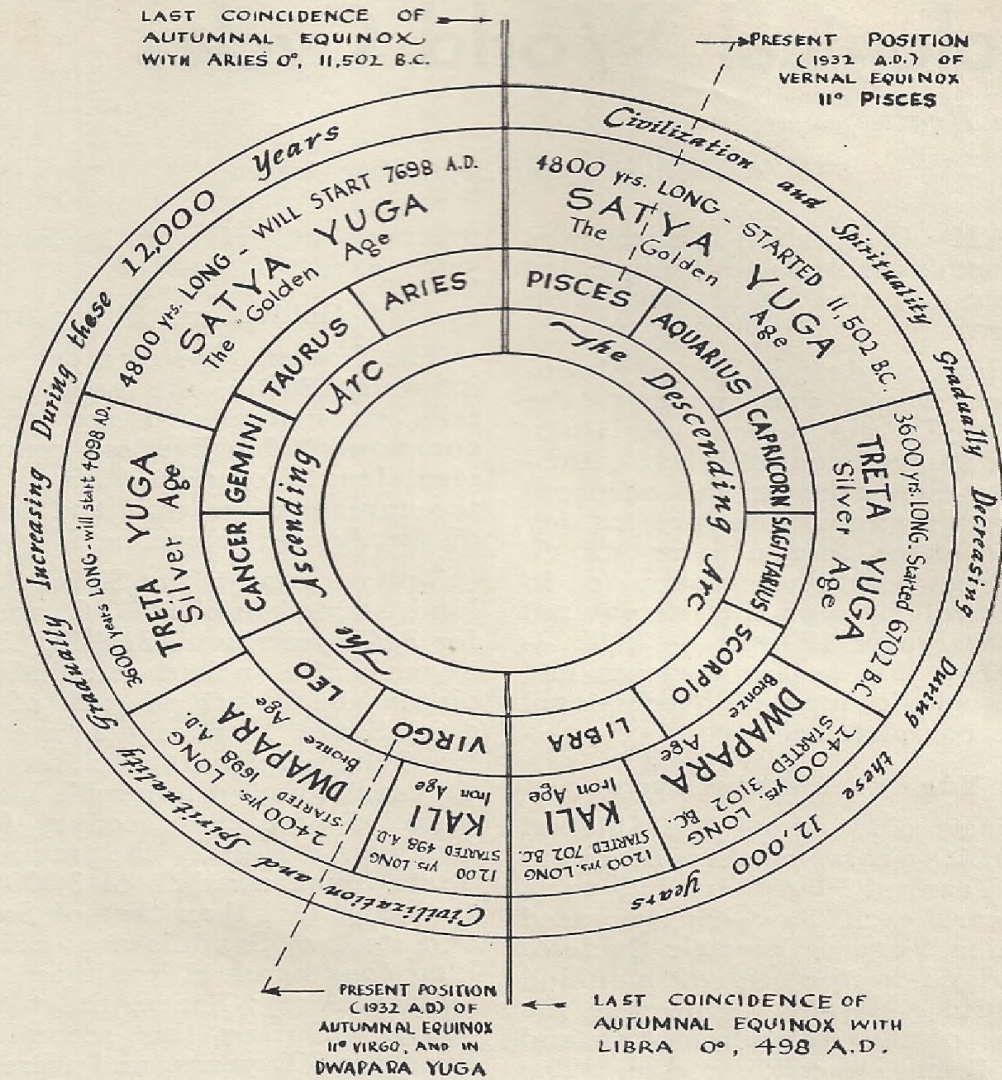 LAST COINCIDENCE OF
AUTUMNAL EQUINOX
WITH ARIES 0°, 11,502 B.C.
PRESENT POSITION
(1932 A.D.) OF
VERNAL EQUINOX
11° PISCES
Civilization and Spirituality Gradually Decreasing During these 12,000 Years
Civilization and Spirituality Gradually Increasing During these 12,000 Years
4800 yrs. LONG - STARTED 11,502 B.C.
SATYA YUGA
The Golden Age
3600 yrs. LONG. Started 6702 B.C.
TRETA YUGA
Silver Age
Bronze Age
DWAPARA
2400 yrs. LONG
STARTED 3102 BC.
Iron Age
KALI
STARTED 702 BC.
1200 yrs. LONG
Iron Age
KALI
STARTED 498 A.D.
1200 yrs. LONG
Bronze Age
DWAPARA
STARTED 1698 A.D.
2400 yrs. LONG
3600 years LONG - will start 4098 A.D.
TRETA YUGA
Silver Age
4800 yrs. LONG - WILL START 7698 A.D.
SATYA YUGA
The Golden Age
PISCES
AQUARIUS
CAPRICORN
SAGITTARIUS
SCORPIO
LIBRA
VIRGO
LEO
CANCER
GEMINI
TAURUS
ARIES
The Descending Arc
The Ascending Arc
PRESENT POSITION
(1932 A.D) OF
AUTUMNAL EQUINOX
11° VIRGO, AND IN
DWAPARA YUGA
LAST COINCIDENCE OF
AUTUMNAL EQUINOX WITH
LIBRA 0°, 498 A.D.